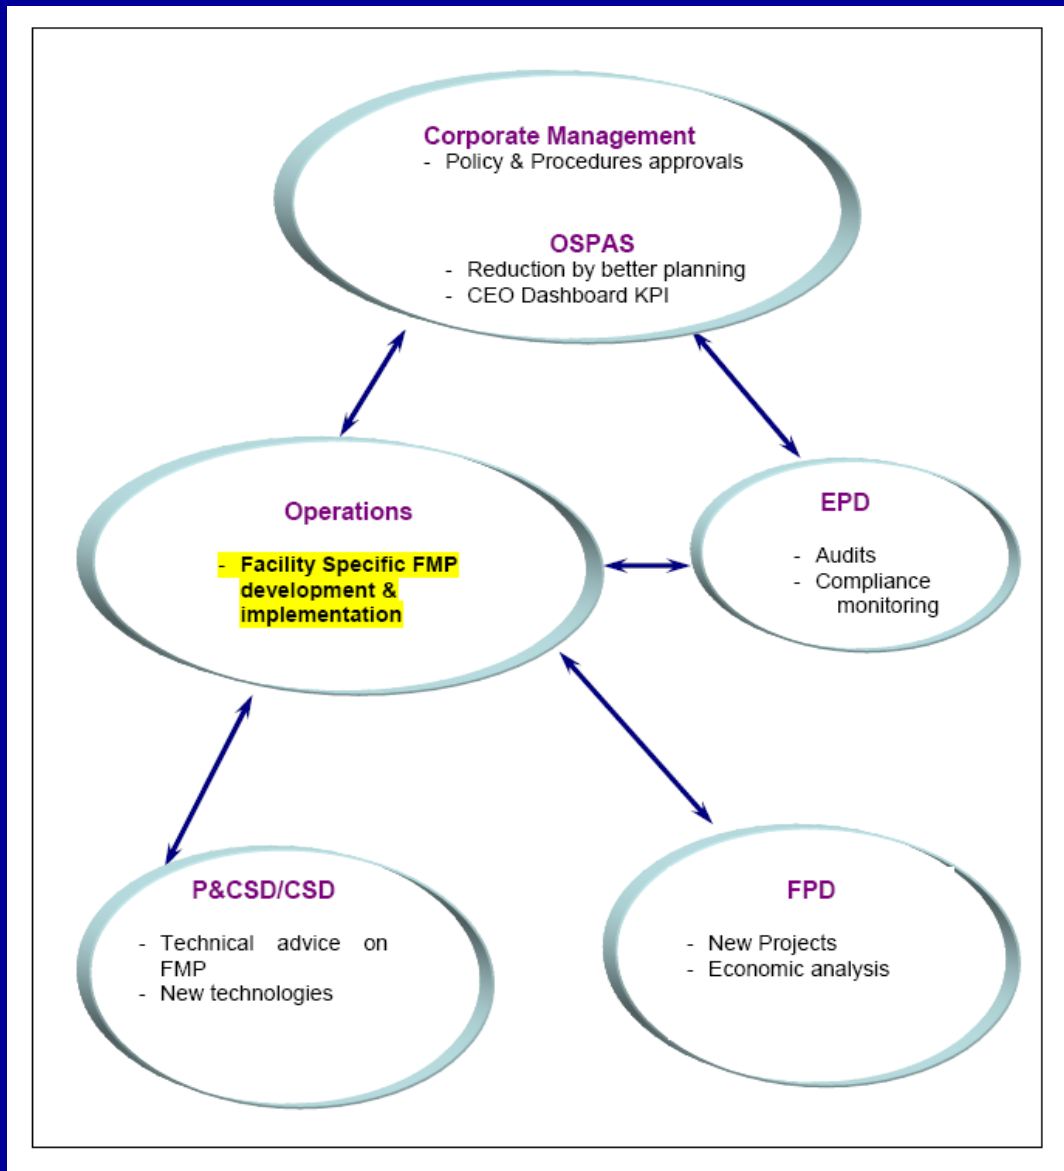 Corporate Management
- Policy & Procedures approvals
OSPAS
- Reduction by better planning
- CEO Dashboard KPI
Operations
- Facility Specific FMP
development &
implementation
EPD
- Audits
- Compliance
monitoring
P&CSD/CSD
- Technical advice on
FMP
- New technologies
FPD
- New Projects
- Economic analysis